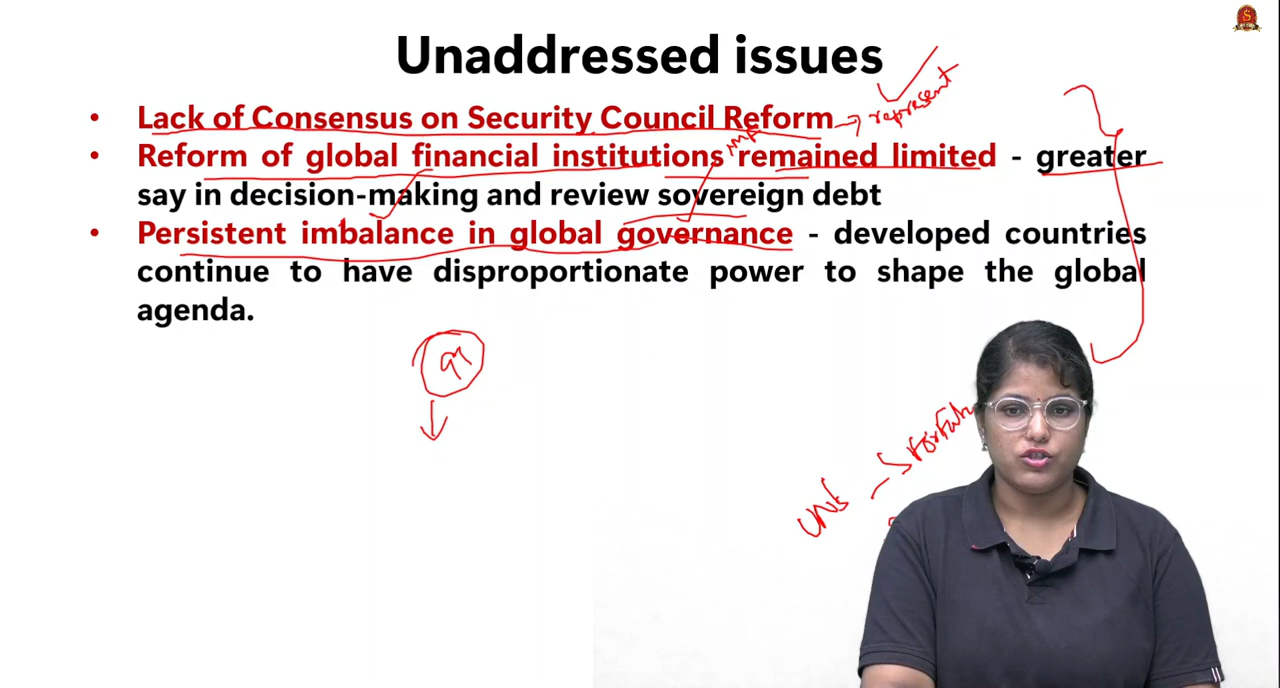 Unaddressed issues
• Lack of Consensus on Security Council Reform → represent
IMF
• Reform of global financial institutions remained limited - greater
say in decision-making and review sovereign debt
• Persistent imbalance in global governance - developed countries
continue to have disproportionate power to shape the global
agenda.